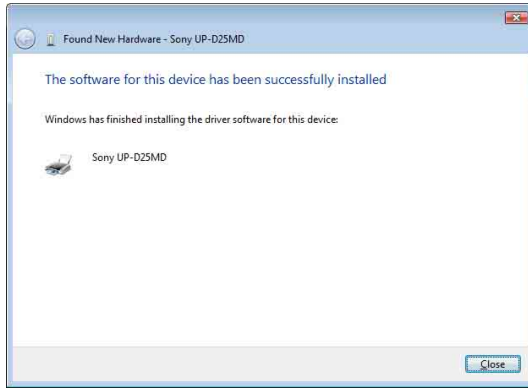 Found New Hardware - Sony UP-D25MD
The software for this device has been successfully installed
Windows has finished installing the driver software for this device:
Sony UP-D25MD
Close